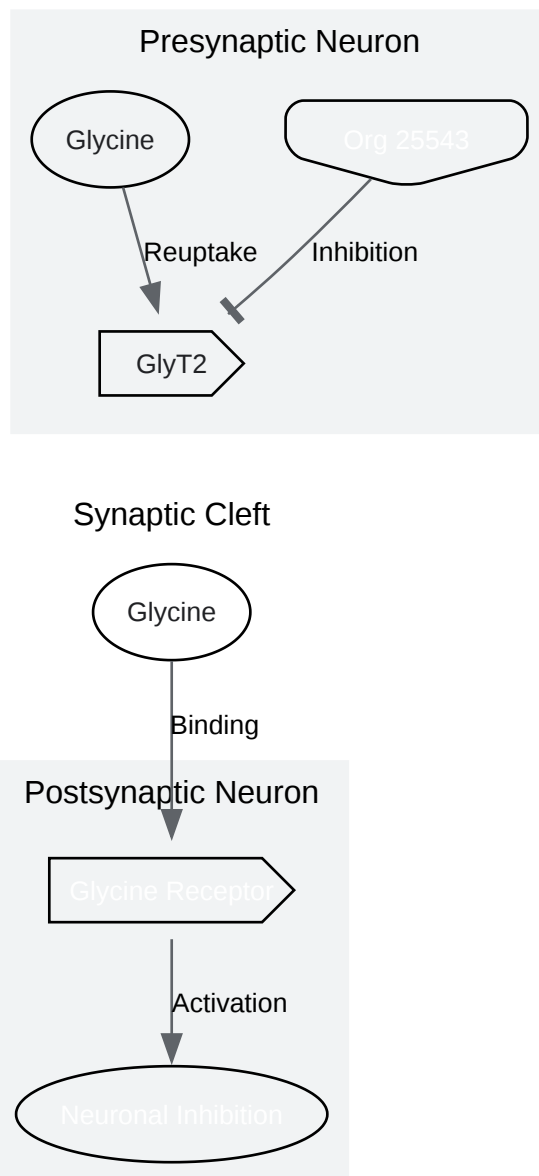 Presynaptic Neuron
Glycine
Org 25543
Reuptake
Inhibition
GlyT2
Synaptic Cleft
Glycine
Binding
Postsynaptic Neuron
Glycine Receptor
Activation
Neuronal Inhibition